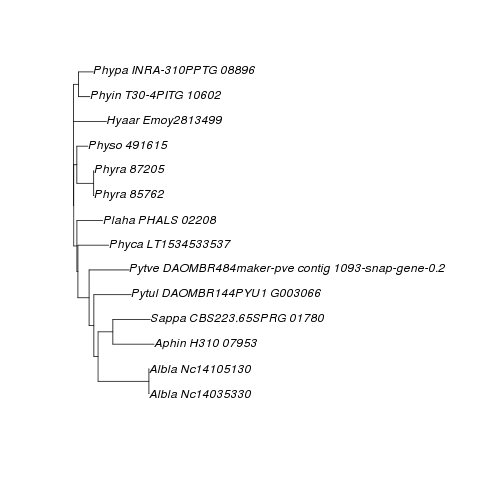 Phypa INRA-310PPTG 08896
Phyin T30-4PITG 10602
Hyaar Emoy2813499
Physo 491615
Phyra 87205
Phyra 85762
Plaha PHALS 02208
Phyca LT1534533537
Pytve DAOMBR484maker-pve contig 1093-snap-gene-0.2
Pytul DAOMBR144PYU1 G003066
Sappa CBS223.65SPRG 01780
Aphin H310 07953
Albla Nc14105130
Albla Nc14035330